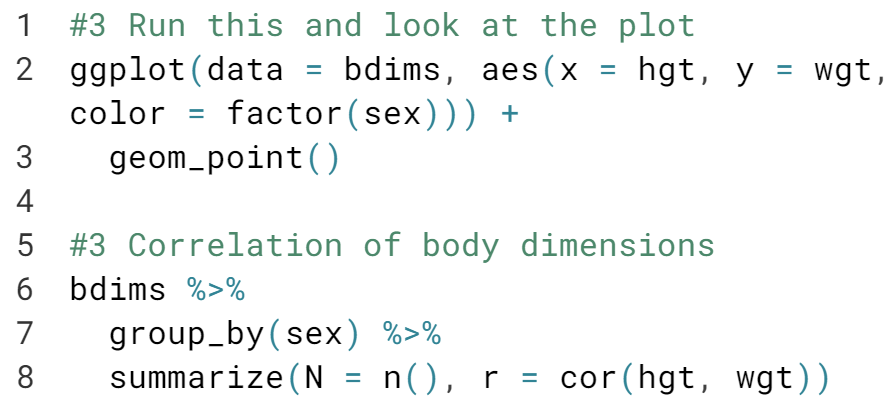 1 #3 Run this and look at the plot
2 ggplot(data = bdims, aes(x = hgt, y = wgt,
color = factor(sex))) +
3   geom_point()
4
5 #3 Correlation of body dimensions
6 bdims %>%
7   group_by(sex) %>%
8   summarize(N = n(), r = cor(hgt, wgt))